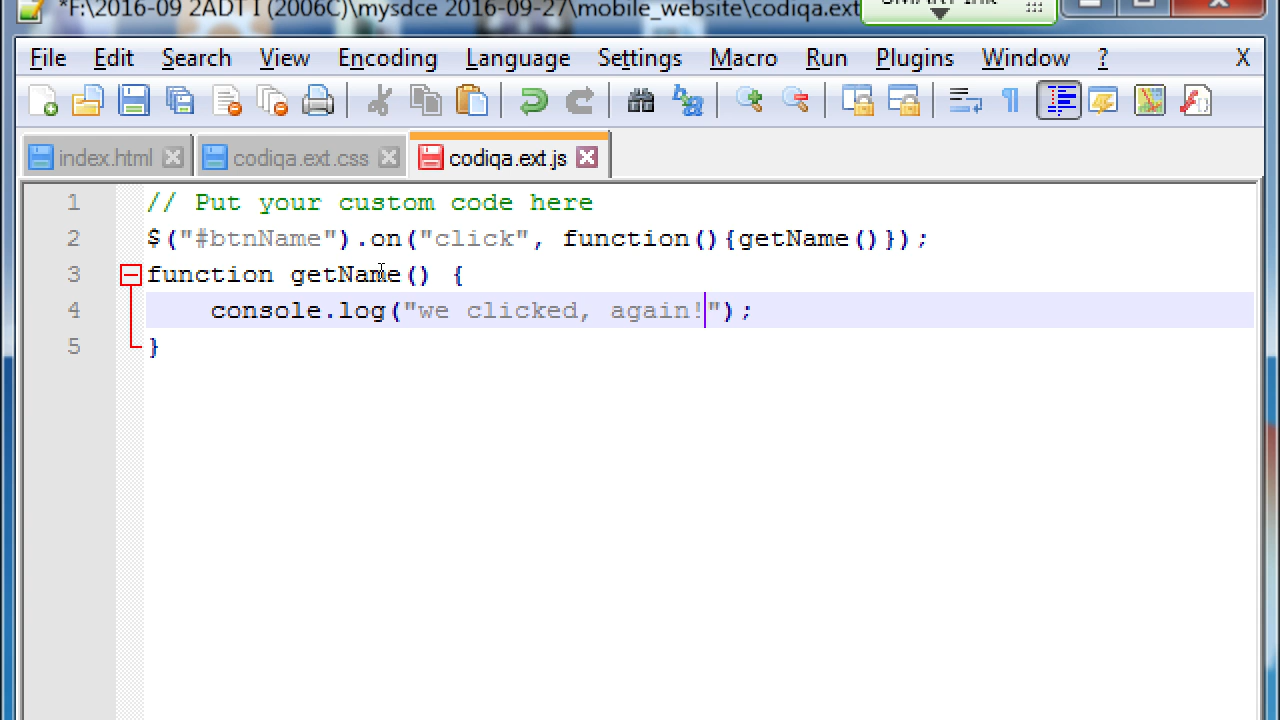 *F:\2016-09 2ADT1 (2006C)\mysdce 2016-09-27\mobile_website\codiqa.ext
File Edit Search View Encoding Language Settings Macro Run Plugins Window ? X
index.html codiqa.ext.css codiqa.ext.js
1 // Put your custom code here
2 $("#btnName").on("click", function(){getName()});
3 function getName() {
4 console.log("we clicked, again!");
5 }